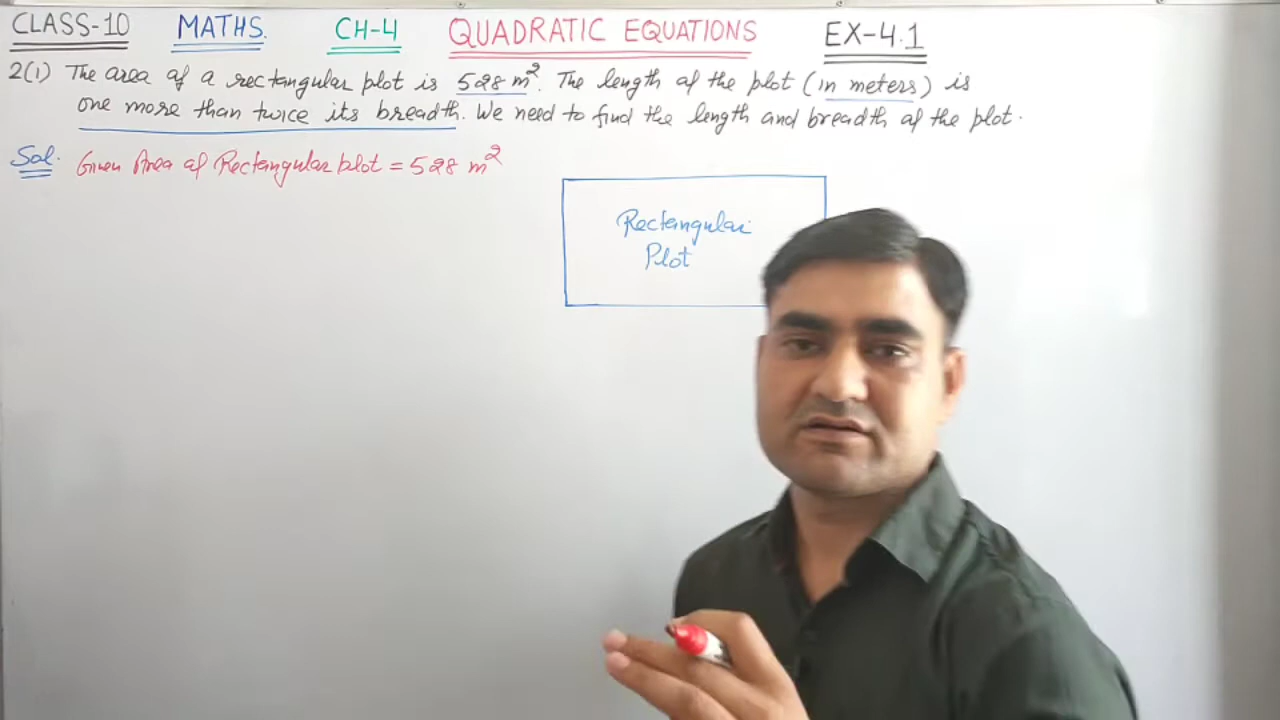 CLASS-10 MATHS. CH-4 QUADRATIC EQUATIONS EX-4.1
2(i) The area of a rectangular plot is 528 m². The length of the plot (in meters) is
one more than twice its breadth. We need to find the length and breadth of the plot.
Sol. Given Area of Rectangular plot = 528 m²
Rectangular
Plot